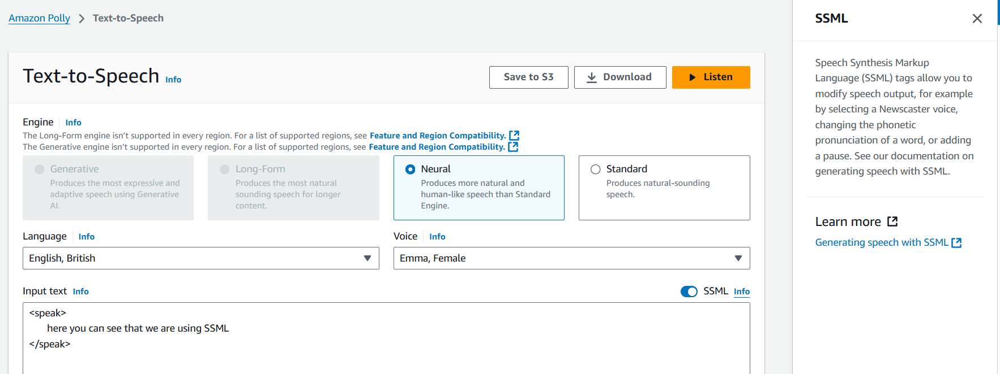 Amazon Polly > Text-to-Speech
Text-to-Speech Info
Save to S3
Download
Listen
Engine Info
The Long-Form engine isn't supported in every region. For a list of supported regions, see Feature and Region Compatibility.
The Generative engine isn't supported in every region. For a list of supported regions, see Feature and Region Compatibility.
Generative
Produces the most expressive and
adaptive speech using Generative
AI.
Long-Form
Produces the most natural
sounding speech for longer
content.
Neural
Produces more natural and
human-like speech than Standard
Engine.
Standard
Produces natural-sounding
speech.
Language Info
English, British
Voice Info
Emma, Female
Input text Info
SSML Info
<speak>
here you can see that we are using SSML
</speak>
SSML
Speech Synthesis Markup
Language (SSML) tags allow you to
modify speech output, for example
by selecting a Newscaster voice,
changing the phonetic
pronunciation of a word, or adding
a pause. See our documentation on
generating speech with SSML.
Learn more
Generating speech with SSML